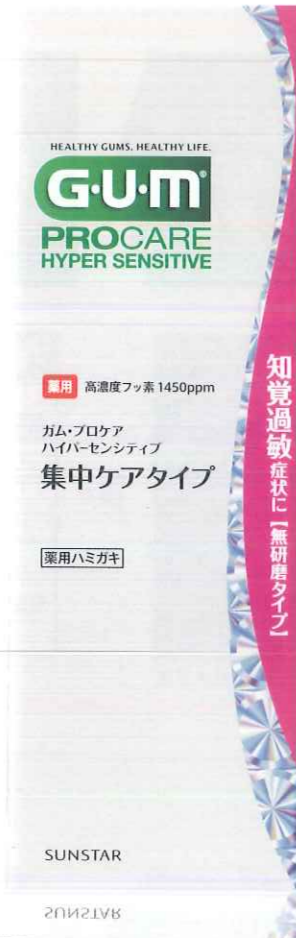 HEALTHY GUMS. HEALTHY LIFE.
G・U・M®
PROCARE
HYPER SENSITIVE
薬用 高濃度フッ素 1450ppm
ガム・プロケア
ハイパーセンシティブ
集中ケアタイプ
薬用ハミガキ
知覚過敏症状に【無研磨タイプ】
SUNSTAR
SUNSTAR